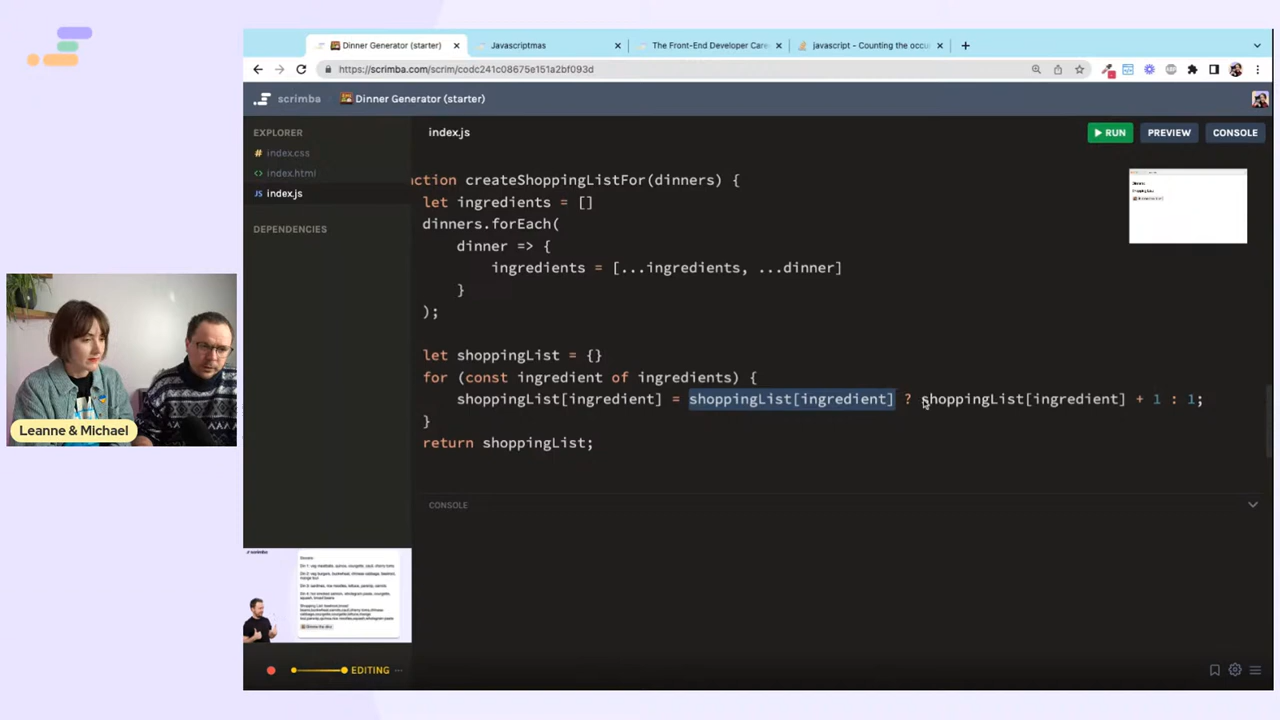 Dinner Generator (starter)
Javascriptmas
The Front-End Developer Care
javascript - Counting the occu
https://scrimba.com/scrim/codc241c08675e151a2bf093d
scrimba
Dinner Generator (starter)
EXPLORER
index.css
index.html
JS index.js
DEPENDENCIES
index.js
RUN
PREVIEW
CONSOLE
ction createShoppingListFor(dinners) {
let ingredients = []
dinners.forEach(
dinner => {
ingredients = [...ingredients, ...dinner]
}
);
let shoppingList = {}
for (const ingredient of ingredients) {
shoppingList[ingredient] = shoppingList[ingredient] ? shoppingList[ingredient] + 1 : 1;
}
return shoppingList;
CONSOLE
Leanne & Michael
EDITING